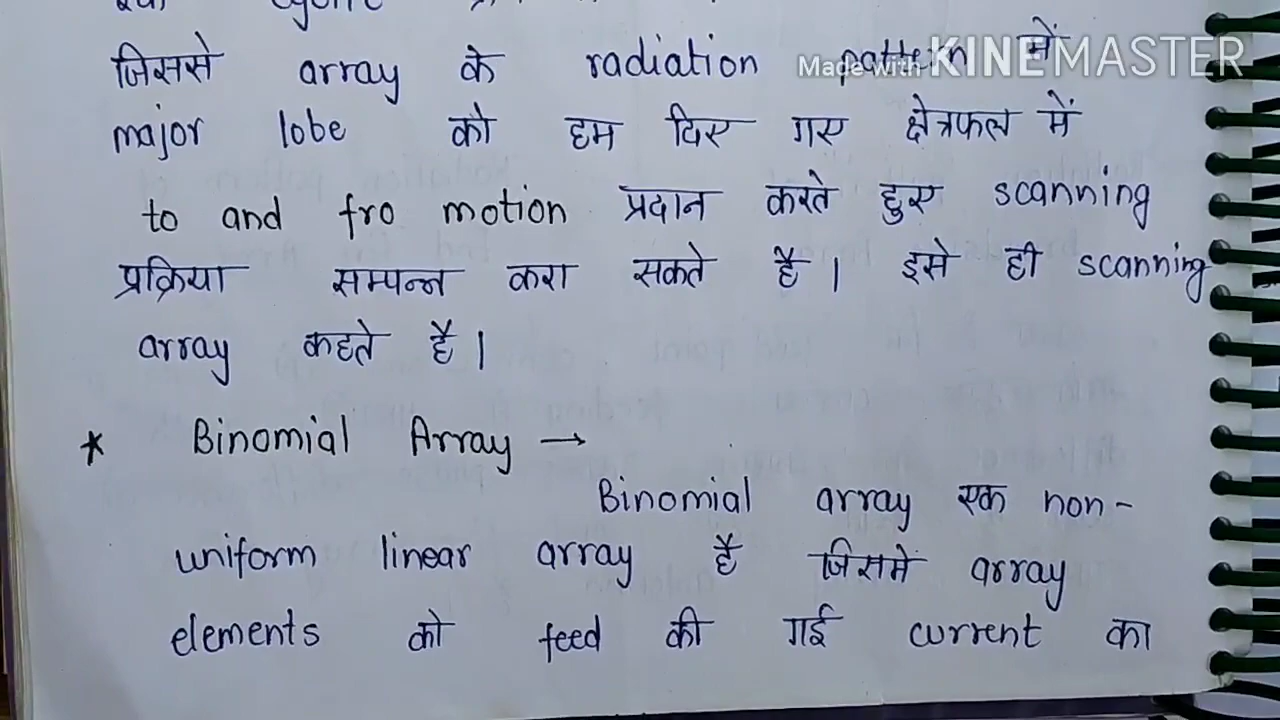 जिससे array के radiation pattern में
Made with KINEMASTER
major lobe को हम दिए गए क्षेत्रफल में
to and fro motion प्रदान करते हुए scanning
प्रक्रिया सम्पन्न करा सकते है। इसे ही scanning
array कहते है।
* Binomial Array →
Binomial array एक non-
uniform linear array है जिसमे array
elements को feed की गई current का